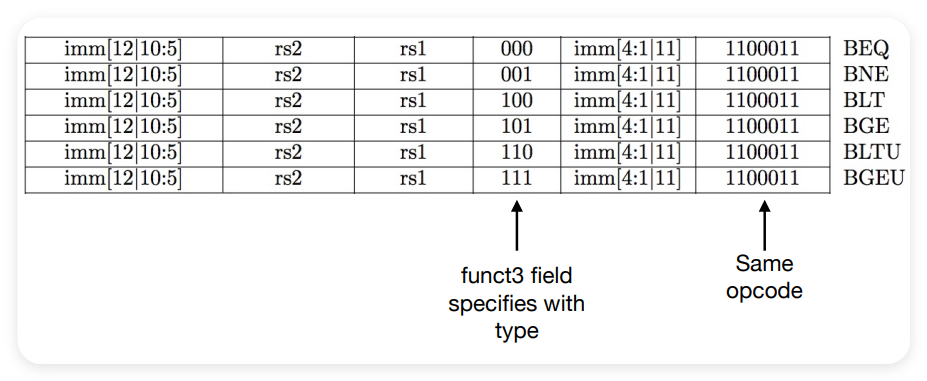 imm[12|10:5] rs2 rs1 000 imm[4:1|11] 1100011 BEQ
imm[12|10:5] rs2 rs1 001 imm[4:1|11] 1100011 BNE
imm[12|10:5] rs2 rs1 100 imm[4:1|11] 1100011 BLT
imm[12|10:5] rs2 rs1 101 imm[4:1|11] 1100011 BGE
imm[12|10:5] rs2 rs1 110 imm[4:1|11] 1100011 BLTU
imm[12|10:5] rs2 rs1 111 imm[4:1|11] 1100011 BGEU
funct3 field
specifies with
type
Same
opcode